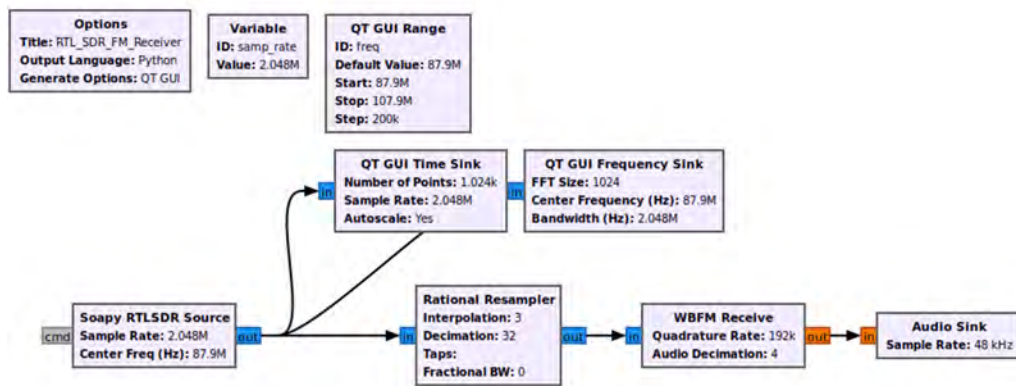 Options
Title: RTL_SDR_FM_Receiver
Output Language: Python
Generate Options: QT GUI
Variable
ID: samp_rate
Value: 2.048M
QT GUI Range
ID: freq
Default Value: 87.9M
Start: 87.9M
Stop: 107.9M
Step: 200k
in
QT GUI Time Sink
Number of Points: 1.024k
Sample Rate: 2.048M
Autoscale: Yes
in
QT GUI Frequency Sink
FFT Size: 1024
Center Frequency (Hz): 87.9M
Bandwidth (Hz): 2.048M
cmd
Soapy RTLSDR Source
Sample Rate: 2.048M
Center Freq (Hz): 87.9M
out
in
Rational Resampler
Interpolation: 3
Decimation: 32
Taps:
Fractional BW: 0
out
in
WBFM Receive
Quadrature Rate: 192k
Audio Decimation: 4
out
in
Audio Sink
Sample Rate: 48 kHz